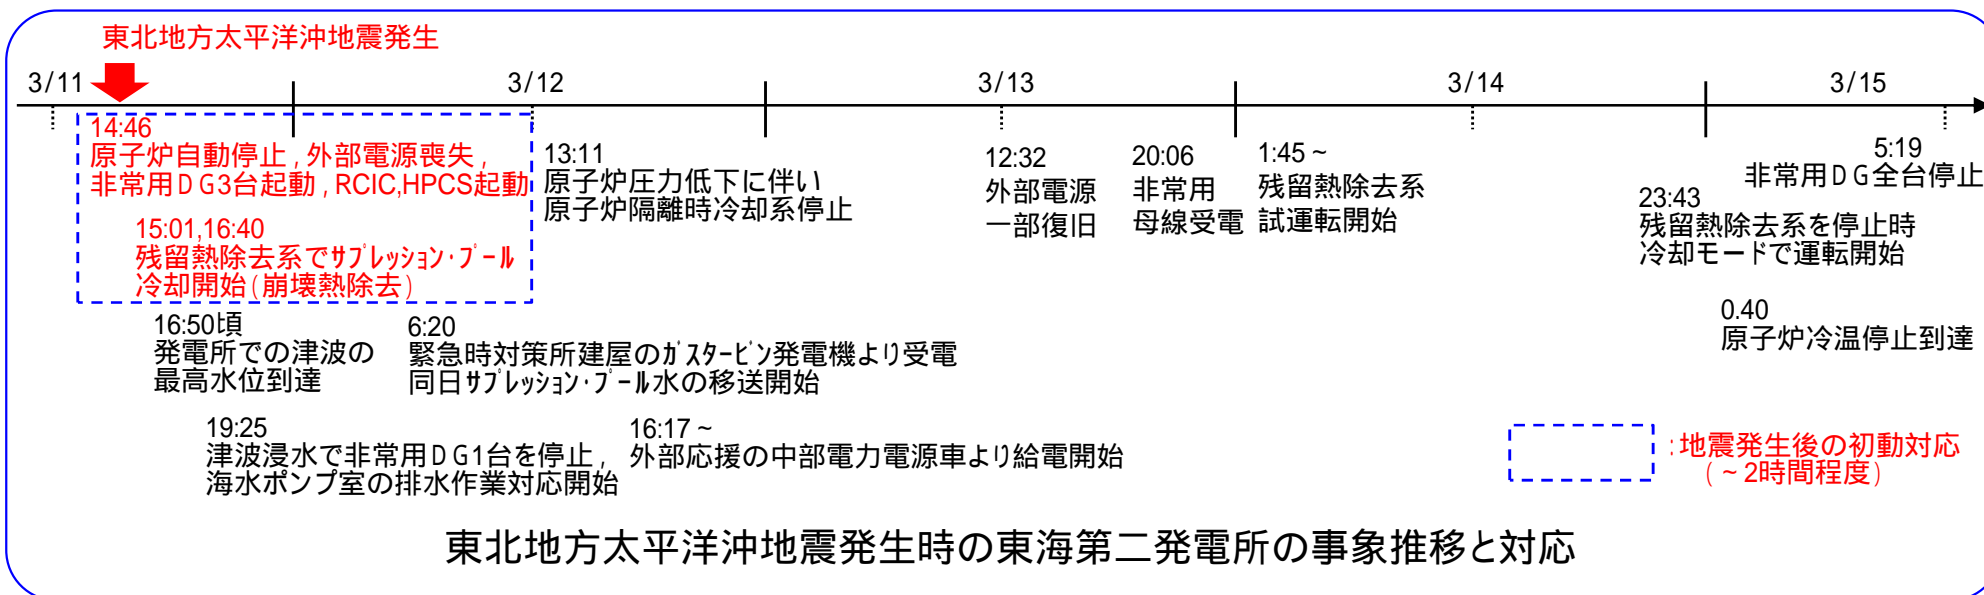 東北地方太平洋沖地震発生
3/11
3/12
3/13
3/14
3/15
14:46
原子炉自動停止，外部電源喪失，
非常用DG3台起動，RCIC,HPCS起動
15:01,16:40
残留熱除去系でｻﾌﾟﾚｯｼｮﾝ･ﾌﾟｰﾙ
冷却開始(崩壊熱除去)
13:11
原子炉圧力低下に伴い
原子炉隔離時冷却系停止
12:32
外部電源
一部復旧
20:06
非常用
母線受電
1:45～
残留熱除去系
試運転開始
23:43
残留熱除去系を停止時
冷却モードで運転開始
5:19
非常用DG全台停止
16:50頃
発電所での津波の
最高水位到達
6:20
緊急時対策所建屋のｶﾞｽﾀｰﾋﾞﾝ発電機より受電
同日ｻﾌﾟﾚｯｼｮﾝ･ﾌﾟｰﾙ水の移送開始
0.40
原子炉冷温停止到達
19:25
津波浸水で非常用DG1台を停止，
海水ポンプ室の排水作業対応開始
16:17～
外部応援の中部電力電源車より給電開始
:地震発生後の初動対応
(～2時間程度)
東北地方太平洋沖地震発生時の東海第二発電所の事象推移と対応